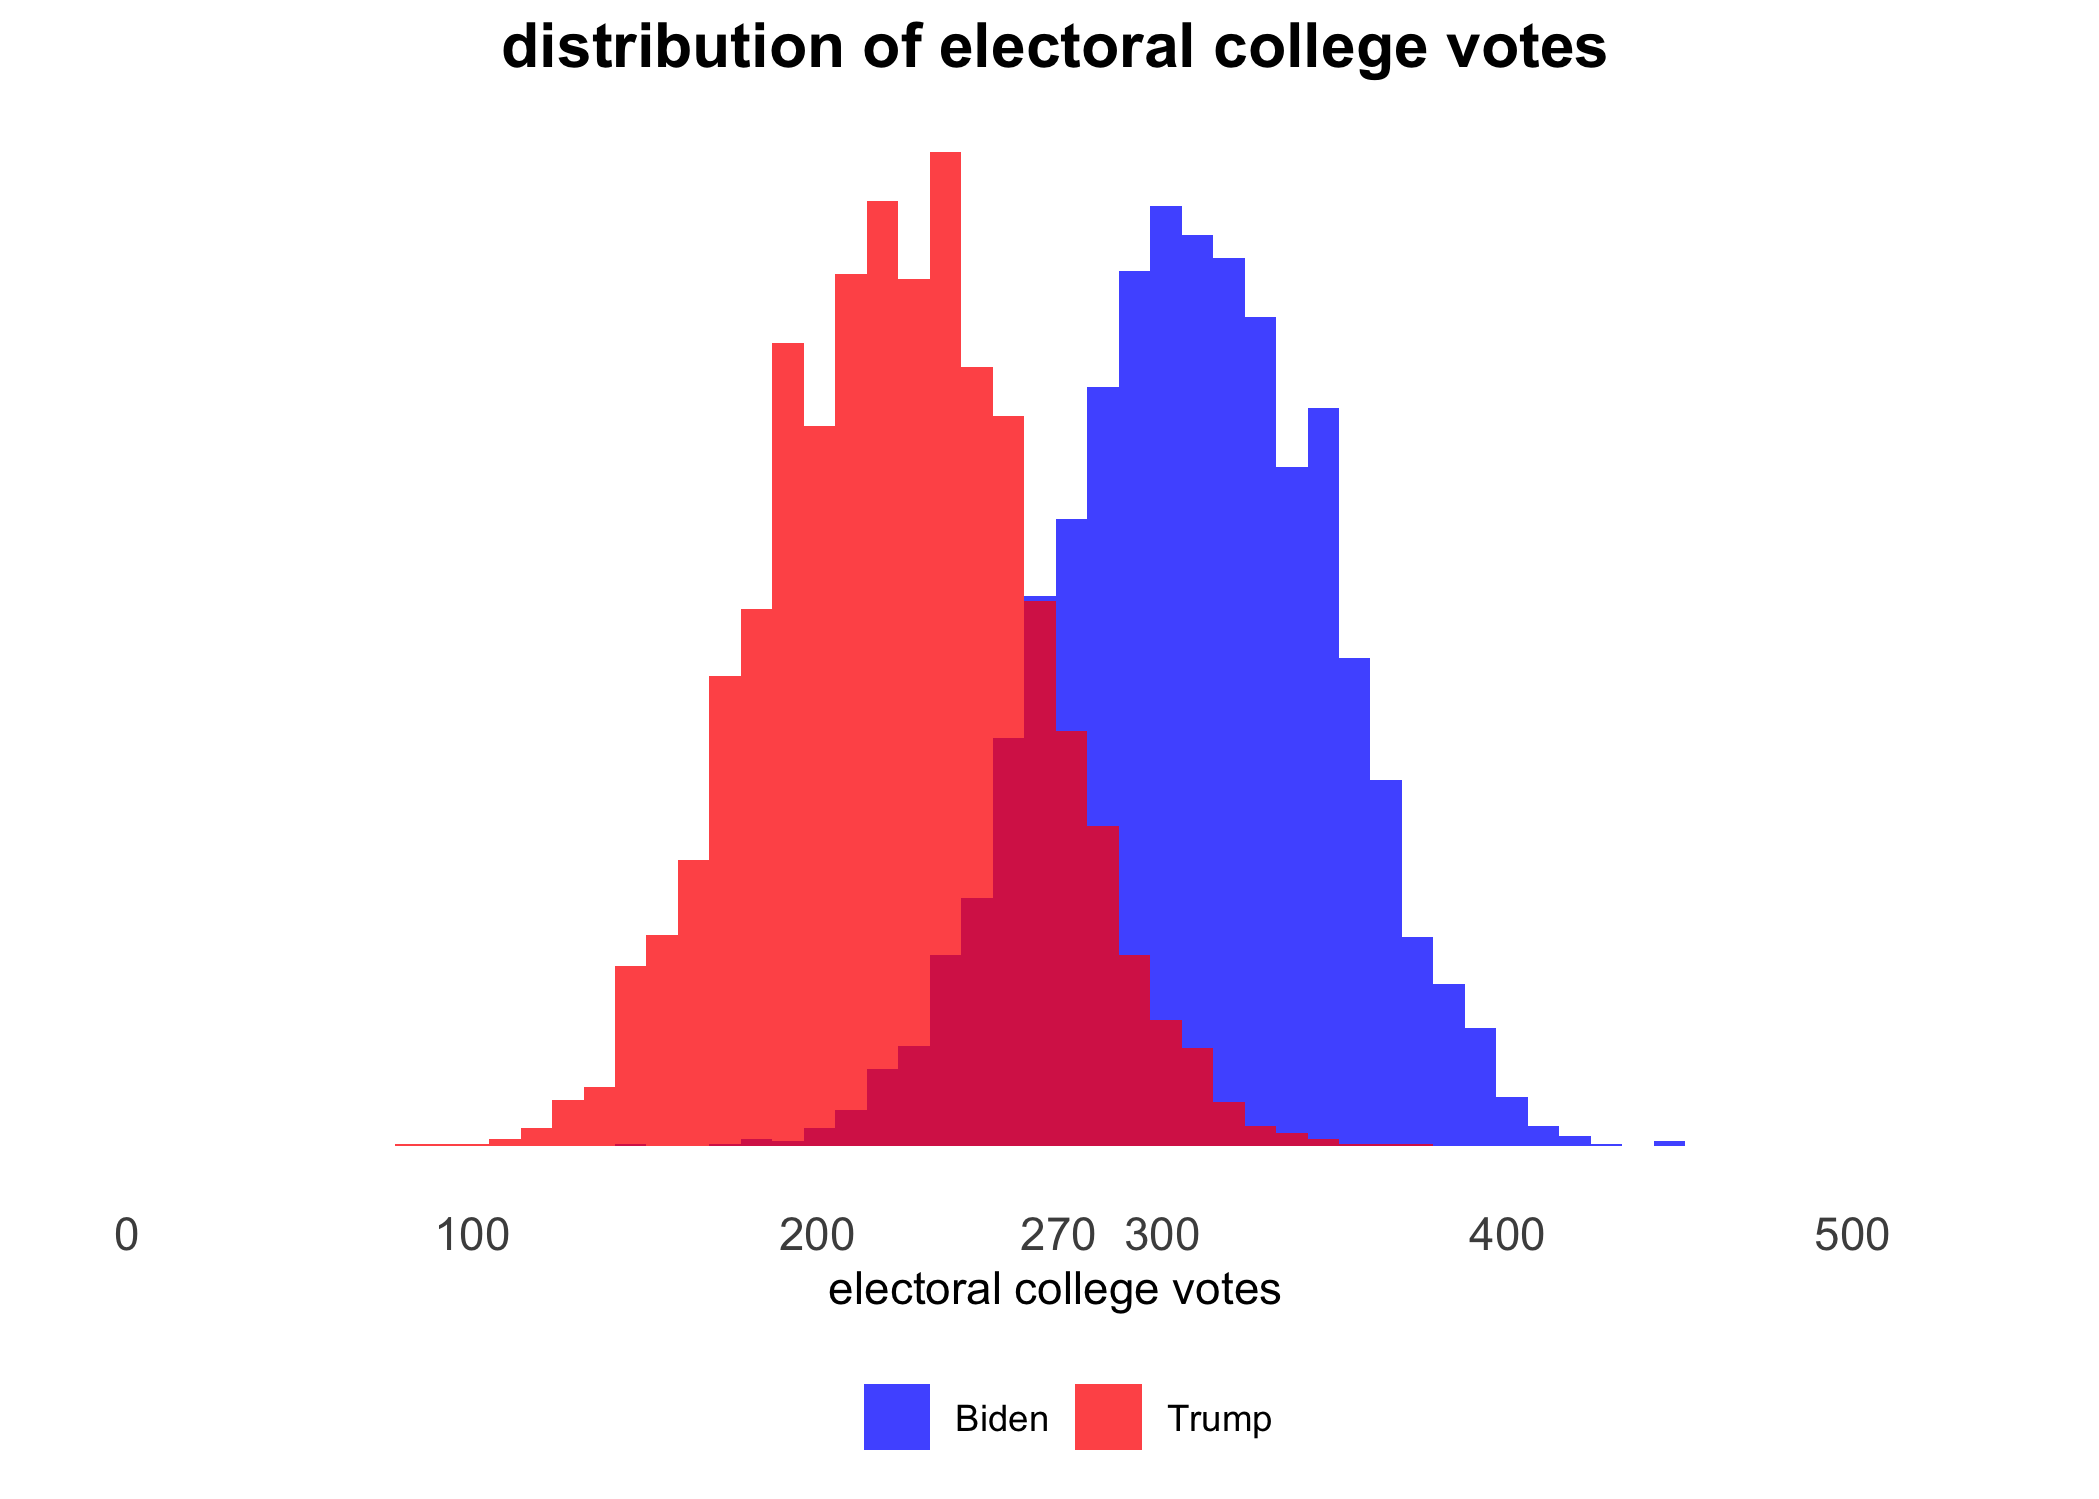 distribution of electoral college votes
0 100 200 270 300 400 500
electoral college votes
Biden Trump